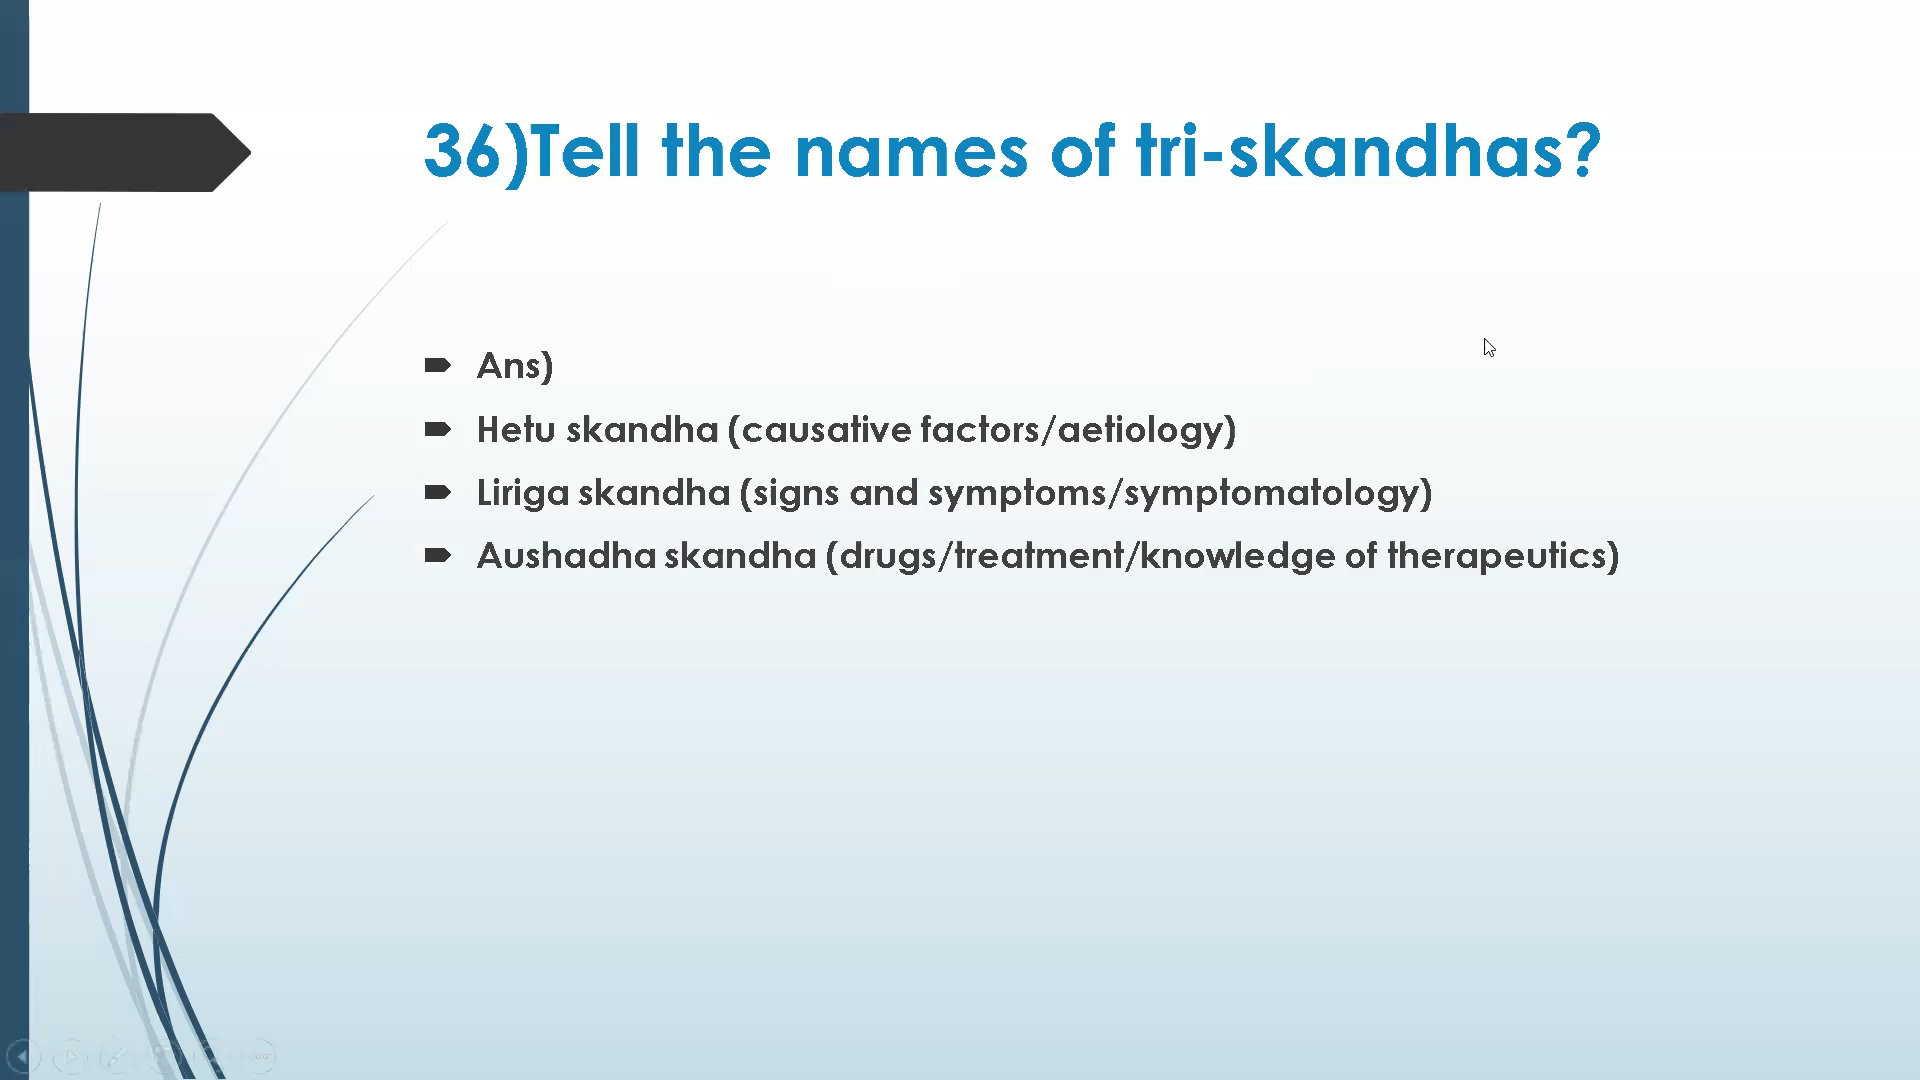 36)Tell the names of tri-skandhas?
Ans)
Hetu skandha (causative factors/aetiology)
Liriga skandha (signs and symptoms/symptomatology)
Aushadha skandha (drugs/treatment/knowledge of therapeutics)